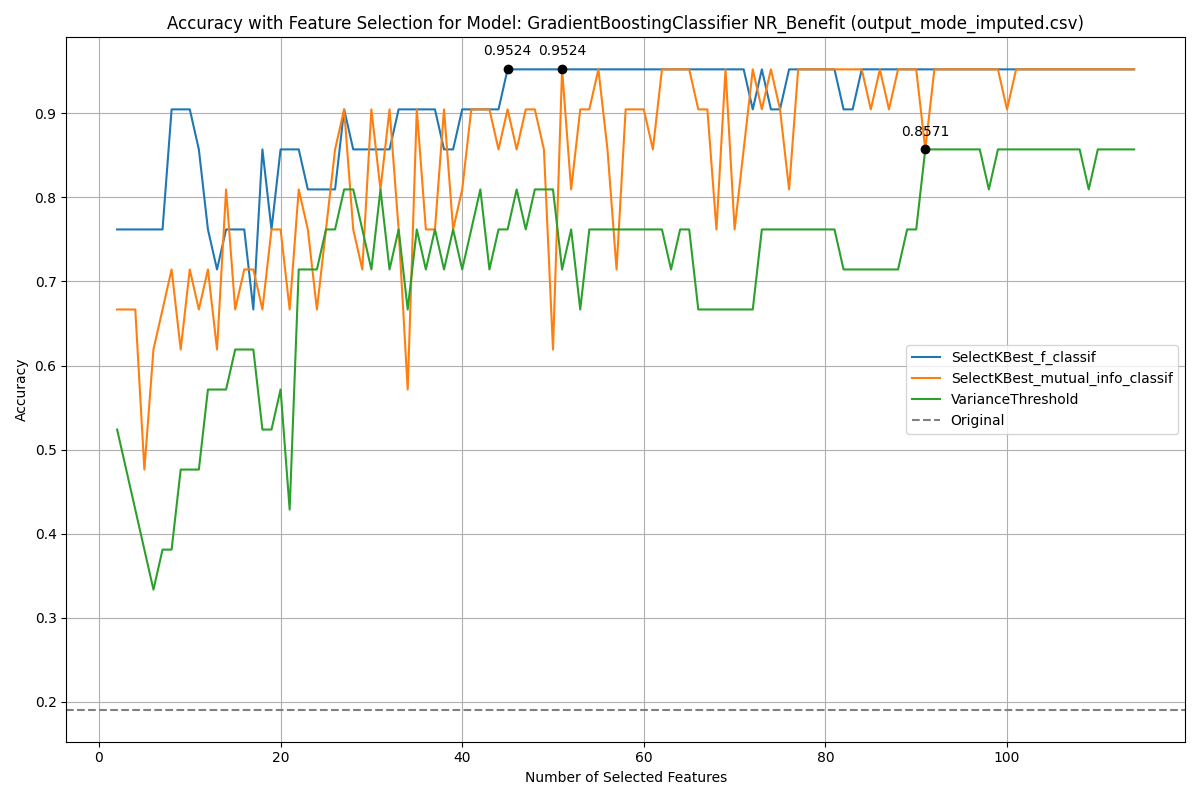 Accuracy with Feature Selection for Model: GradientBoostingClassifier NR_Benefit (output_mode_imputed.csv)
0.9524 0.9524
0.9
0.8571
0.8
0.7
0.6
SelectKBest_f_classif
SelectKBest_mutual_info_classif
VarianceThreshold
Original
Accuracy
0.5
0.4
0.3
0.2
0 20 40 60 80 100
Number of Selected Features